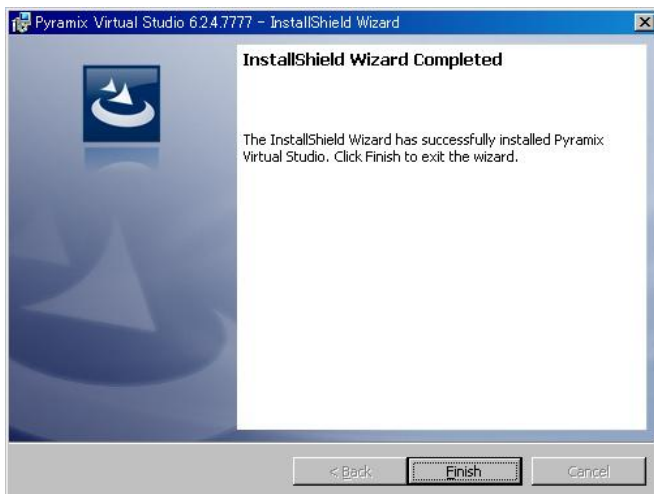 Pyramix Virtual Studio 6.2.4.7777 - InstallShield Wizard
InstallShield Wizard Completed
The InstallShield Wizard has successfully installed Pyramix
Virtual Studio. Click Finish to exit the wizard.
< Back
Finish
Cancel